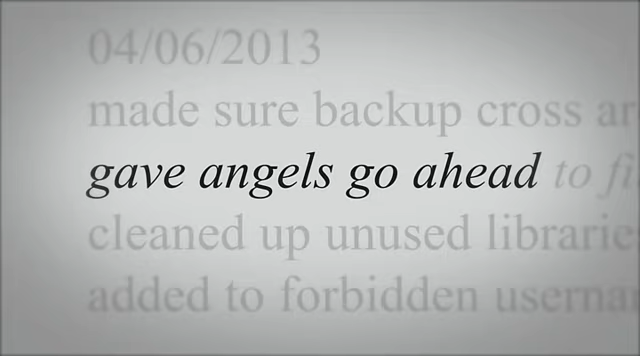 04/06/2013
made sure backup cross
gave angels go ahead to
cleaned up unused
added to forbidden